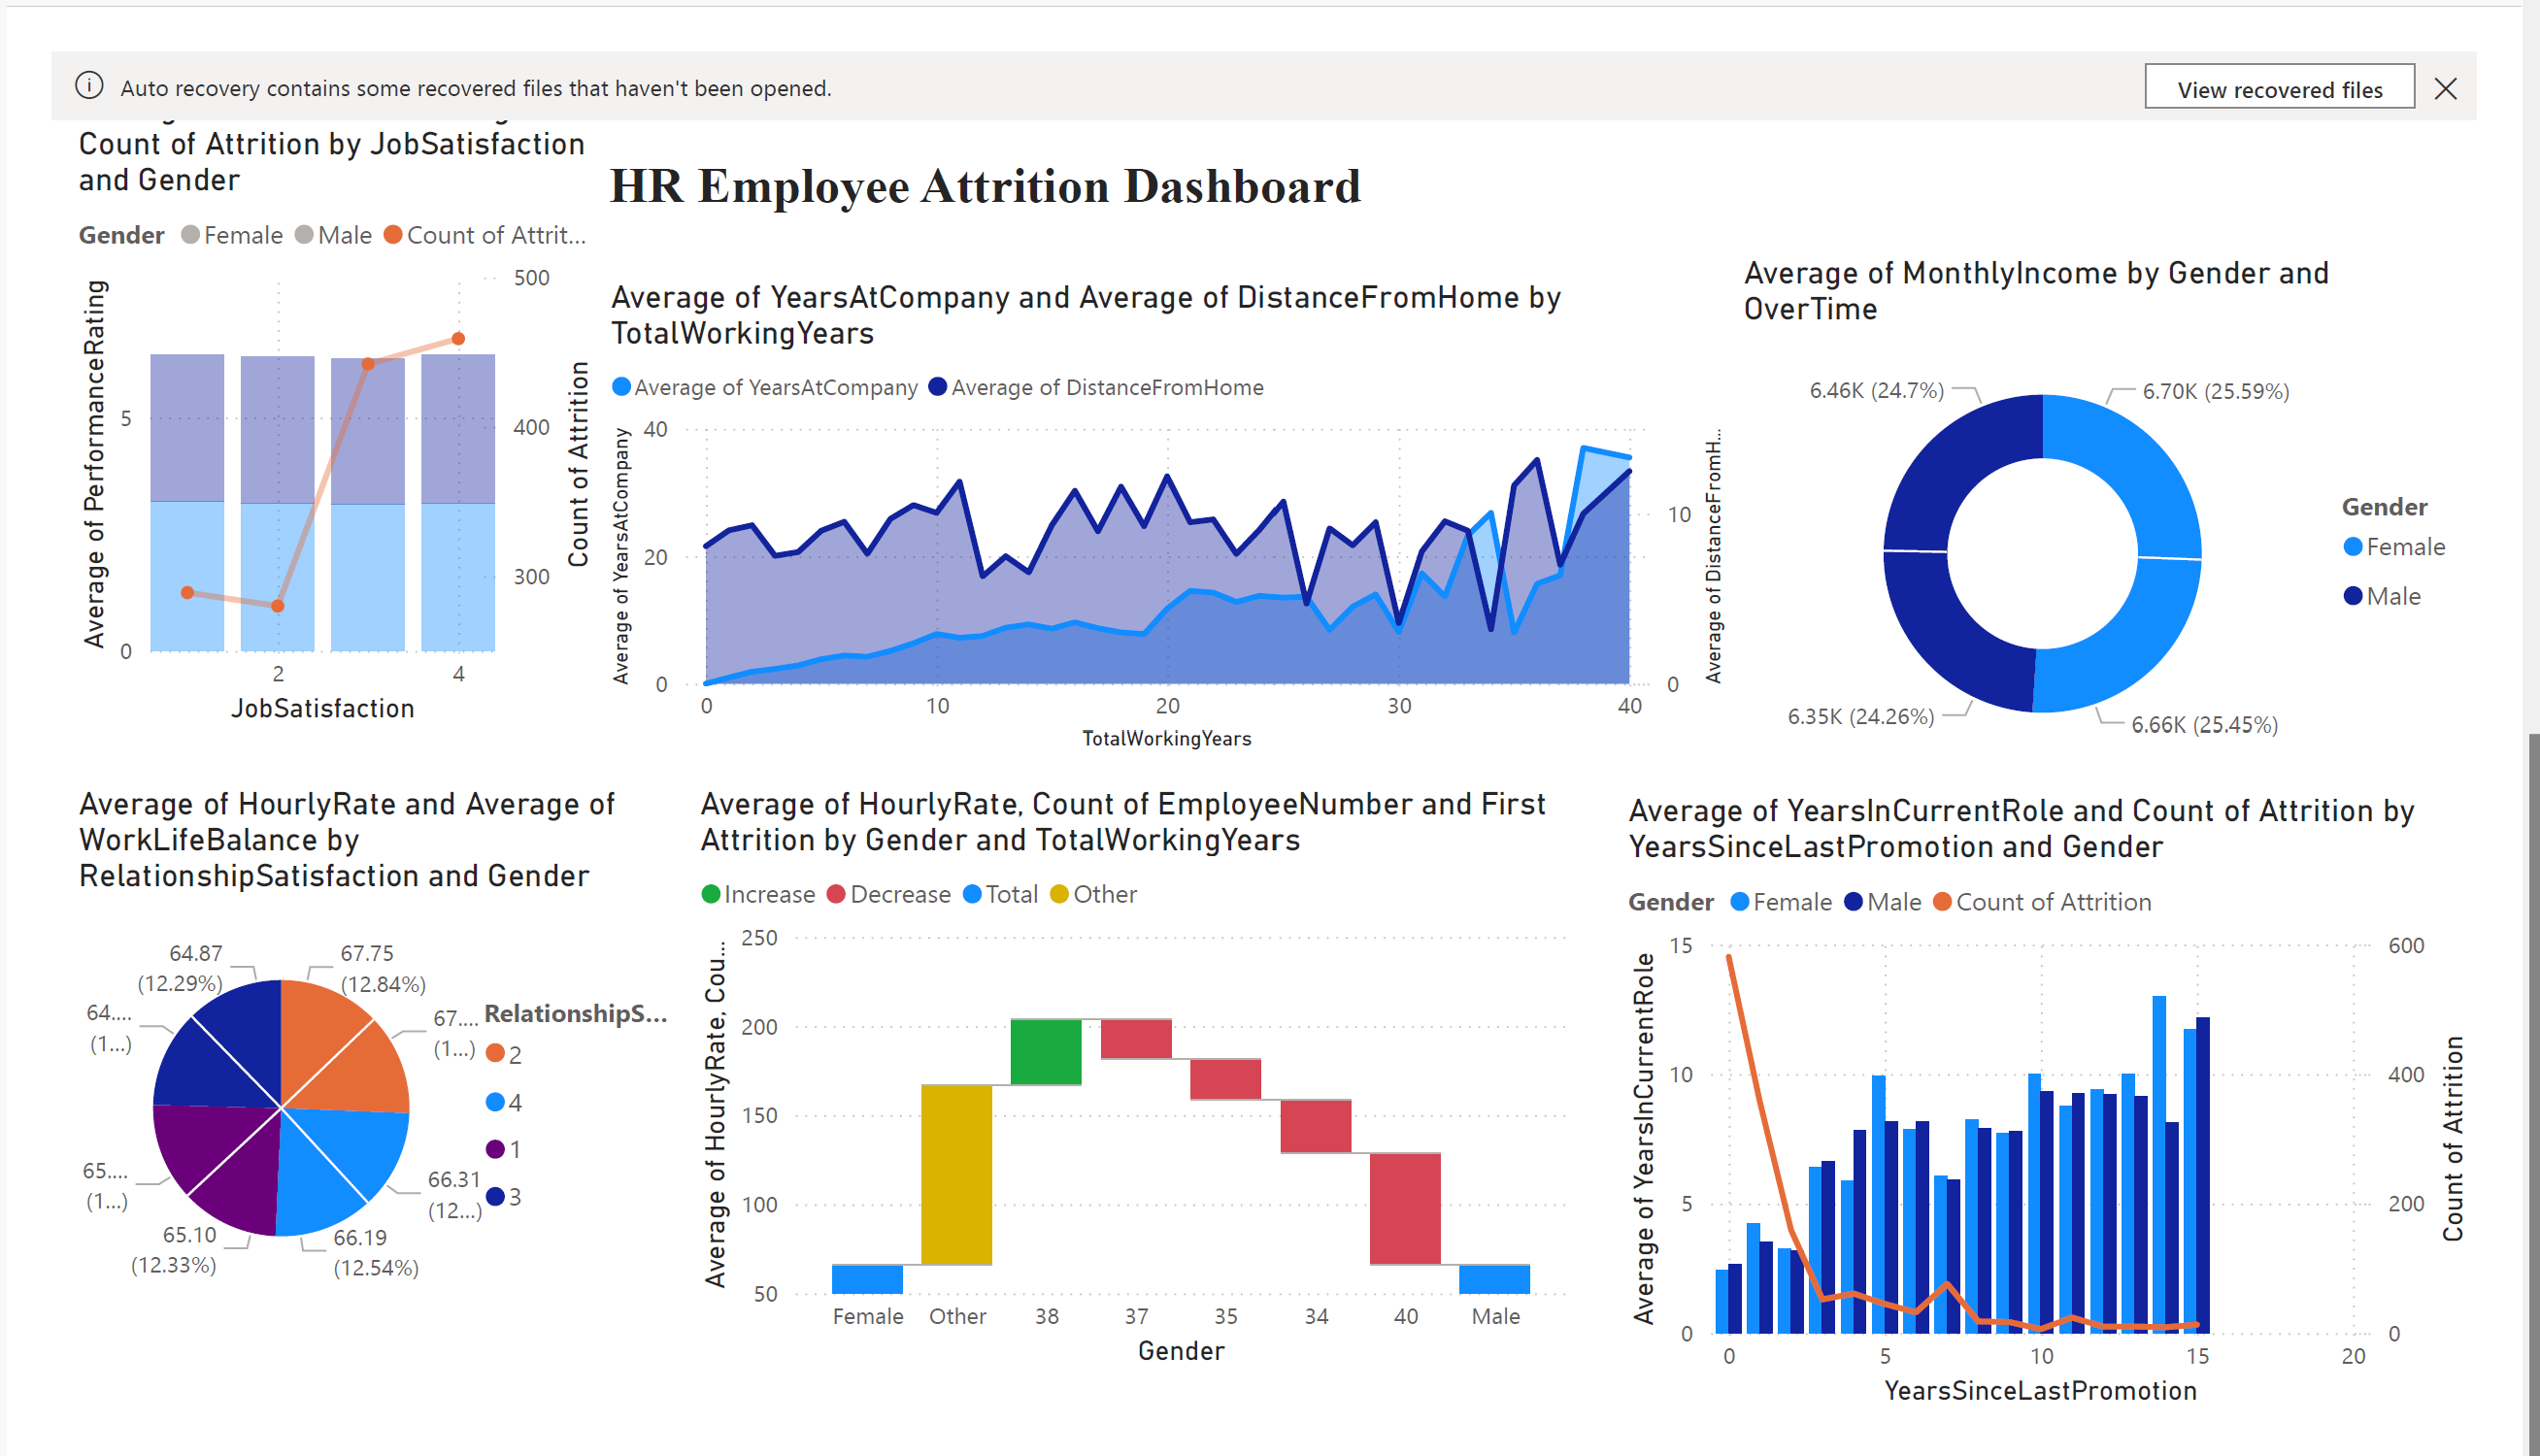 Auto recovery contains some recovered files that haven't been opened.
View recovered files
Count of Attrition by JobSatisfaction
and Gender
Gender Female Male Count of Attrit...
Average of PerformanceRating
5
0
500
400
300
Count of Attrition
2 4
JobSatisfaction
HR Employee Attrition Dashboard
Average of YearsAtCompany and Average of DistanceFromHome by
TotalWorkingYears
Average of YearsAtCompany Average of DistanceFromHome
Average of YearsAtCompany
40
20
0
10
0
Average of DistanceFromH...
0 10 20 30 40
TotalWorkingYears
Average of MonthlyIncome by Gender and
OverTime
6.46K (24.7%)
6.70K (25.59%)
6.35K (24.26%)
6.66K (25.45%)
Gender
Female
Male
Average of HourlyRate and Average of
WorkLifeBalance by
RelationshipSatisfaction and Gender
64.87
(12.29%)
67.75
(12.84%)
64....
(1...)
67....
(1...)
65....
(1...)
66.31
(12...)
65.10
(12.33%)
66.19
(12.54%)
RelationshipS...
2
4
1
3
Average of HourlyRate, Count of EmployeeNumber and First
Attrition by Gender and TotalWorkingYears
Increase Decrease Total Other
Average of HourlyRate, Cou...
250
200
150
100
50
Female Other 38 37 35 34 40 Male
Gender
Average of YearsInCurrentRole and Count of Attrition by
YearsSinceLastPromotion and Gender
Gender Female Male Count of Attrition
Average of YearsInCurrentRole
15
10
5
0
600
400
200
0
Count of Attrition
0 5 10 15 20
YearsSinceLastPromotion